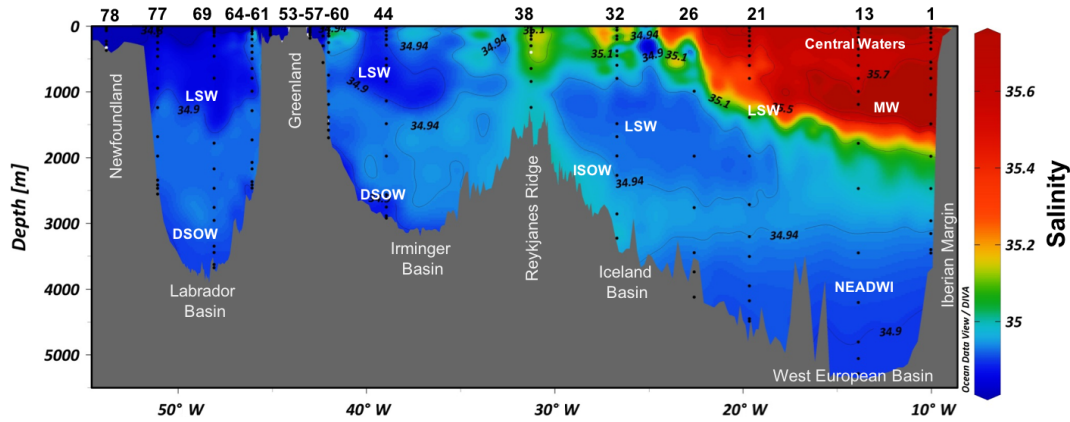 78 77 69 64-61 53-57-60 44 38 32 26 21 13 1
0
1000
2000
3000
4000
5000
Depth [m]
50°W 40°W 30°W 20°W 10°W
Newfoundland
LSW
34.9
DSOW
Labrador
Basin
Greenland
LSW
34.9
34.94
34.94
DSOW
Irminger
Basin
34.94
35.1
Reykjanes Ridge
35.1
34.94
34.9
35.1
LSW
ISOW
34.94
Iceland
Basin
35.1
LSW
35.5
Central Waters
35.7
MW
34.94
NEADWI
34.9
West European Basin
Iberian Margin
Ocean Data View / DIVA
35.6
35.4
35.2
35
Salinity